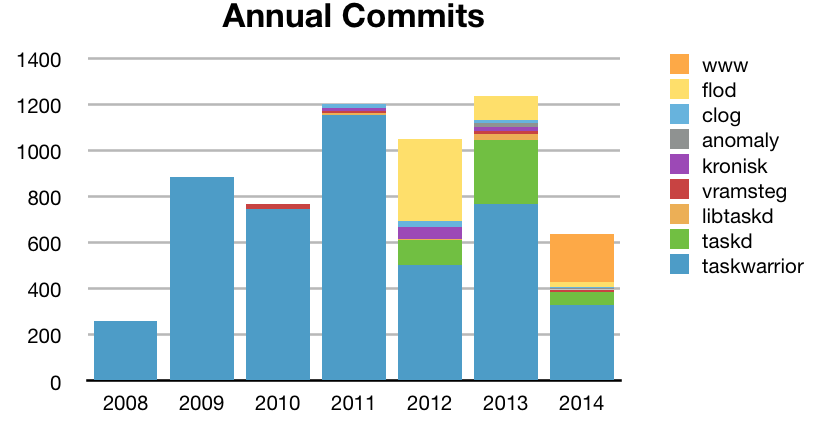 Annual Commits
1400
1200
1000
800
600
400
200
0
2008 2009 2010 2011 2012 2013 2014
www
flod
clog
anomaly
kronisk
vramsteg
libtaskd
taskd
taskwarrior